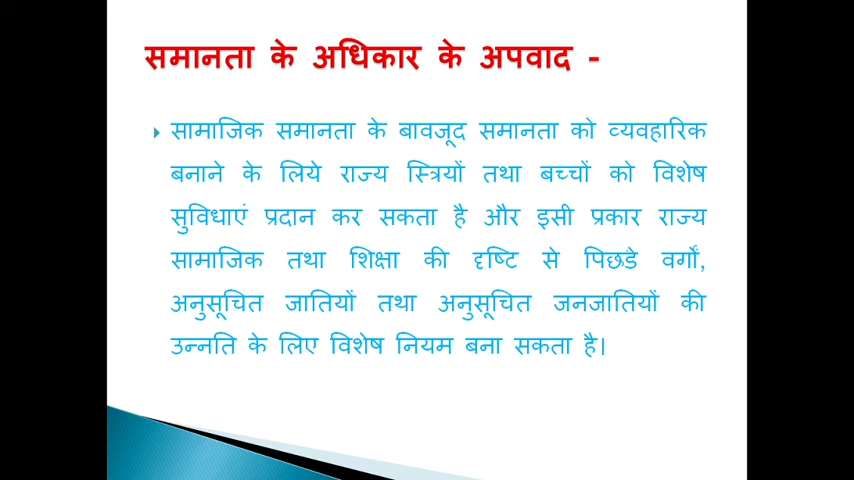 समानता के अधिकार के अपवाद -
सामाजिक समानता के बावजूद समानता को व्यवहारिक
बनाने के लिये राज्य स्त्रियों तथा बच्चों को विशेष
सुविधाएं प्रदान कर सकता है और इसी प्रकार राज्य
सामाजिक तथा शिक्षा की दृष्टि से पिछडे वर्गों,
अनुसूचित जातियों तथा अनुसूचित जनजातियों की
उन्नति के लिए विशेष नियम बना सकता है।